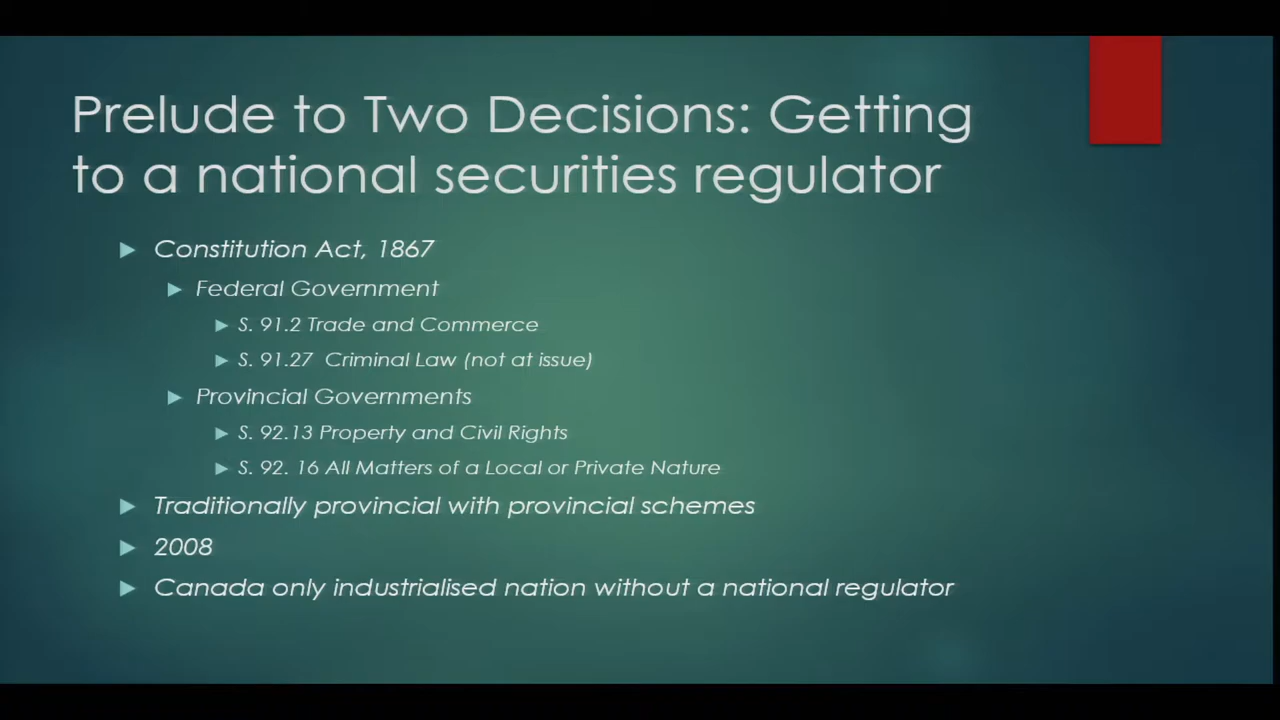 Prelude to Two Decisions: Getting
to a national securities regulator
Constitution Act, 1867
Federal Government
S. 91.2 Trade and Commerce
S. 91.27 Criminal Law (not at issue)
Provincial Governments
S. 92.13 Property and Civil Rights
S. 92. 16 All Matters of a Local or Private Nature
Traditionally provincial with provincial schemes
2008
Canada only industrialised nation without a national regulator